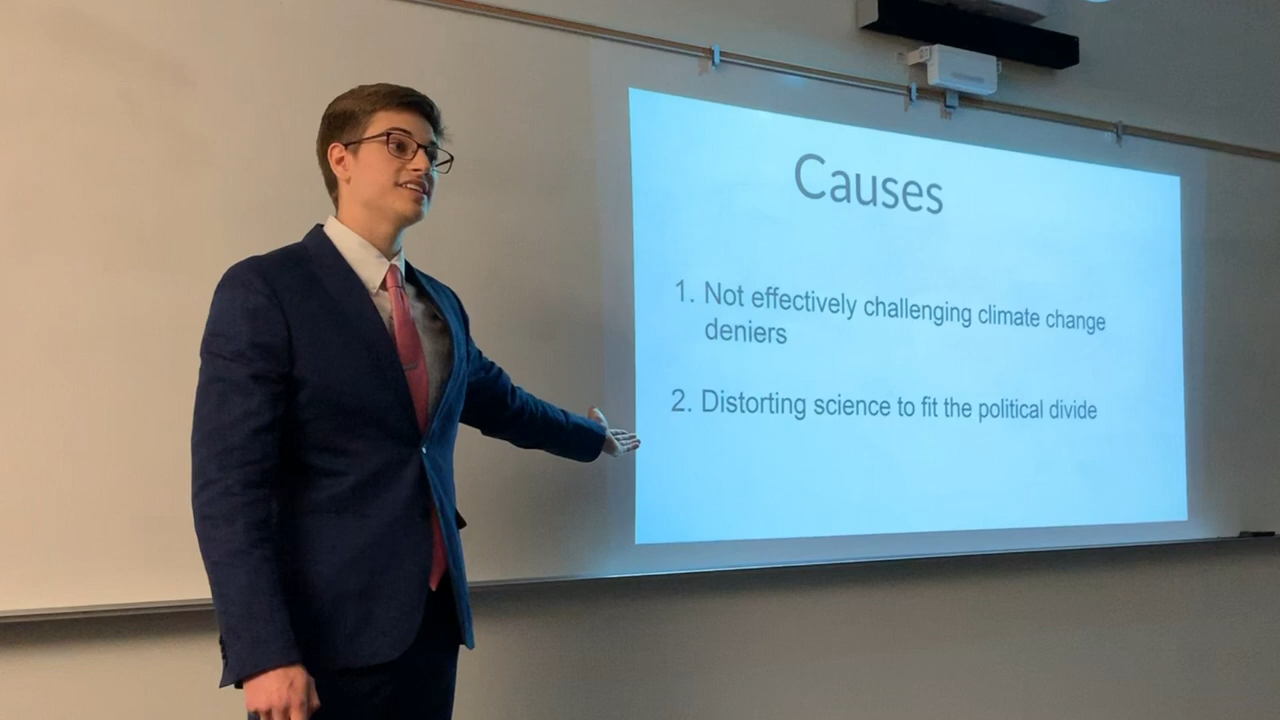 Causes
1. Not effectively challenging climate change
deniers
2. Distorting science to fit the political divide